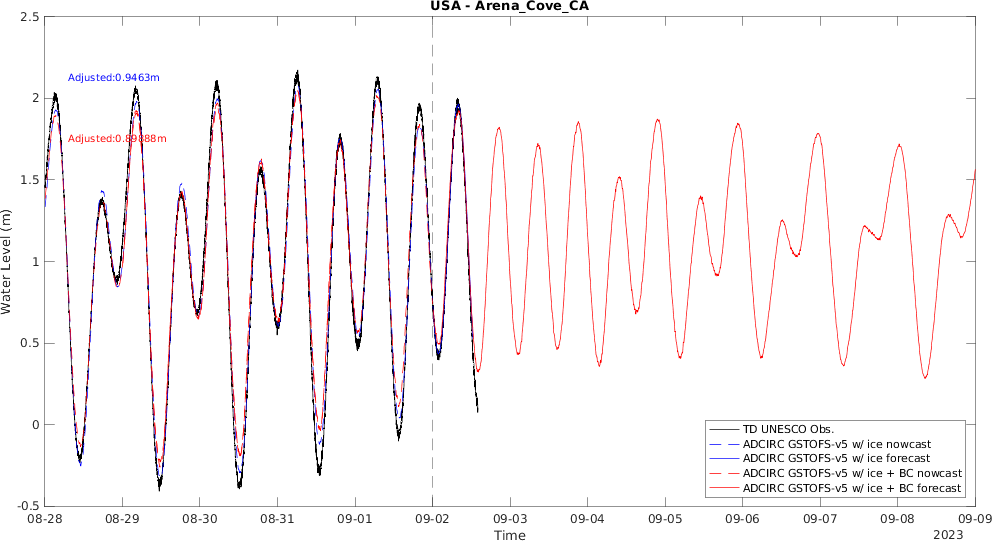 USA - Arena_Cove_CA
2.5
2
1.5
1
0.5
0
-0.5
Water Level (m)
Adjusted:0.9463m
Adjusted:0.89888m
TD UNESCO Obs.
ADCIRC GSTOFS-v5 w/ ice nowcast
ADCIRC GSTOFS-v5 w/ ice forecast
ADCIRC GSTOFS-v5 w/ ice + BC nowcast
ADCIRC GSTOFS-v5 w/ ice + BC forecast
08-28 08-29 08-30 08-31 09-01 09-02 09-03 09-04 09-05 09-06 09-07 09-08 09-09
Time
2023